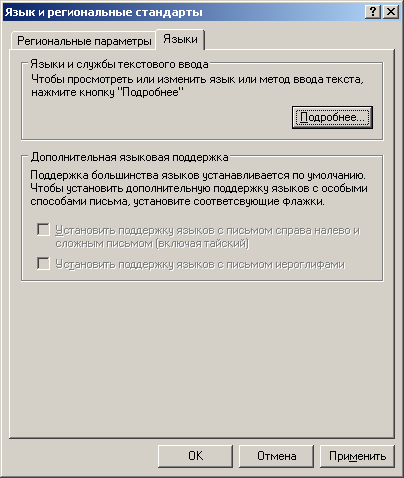 Язык и региональные стандарты
Региональные параметры
Языки
Языки и службы текстового ввода
Чтобы просмотреть или изменить язык или метод ввода текста,
нажмите кнопку "Подробнее"
Подробнее...
Дополнительная языковая поддержка
Поддержка большинства языков устанавливается по умолчанию.
Чтобы установить дополнительную поддержку языков с особыми
способами письма, установите соответсвующие флажки.
Установить поддержку языков с письмом справа налево и
сложным письмом (включая тайский)
Установить поддержку языков с письмом иероглифами
OK
Отмена
Применить